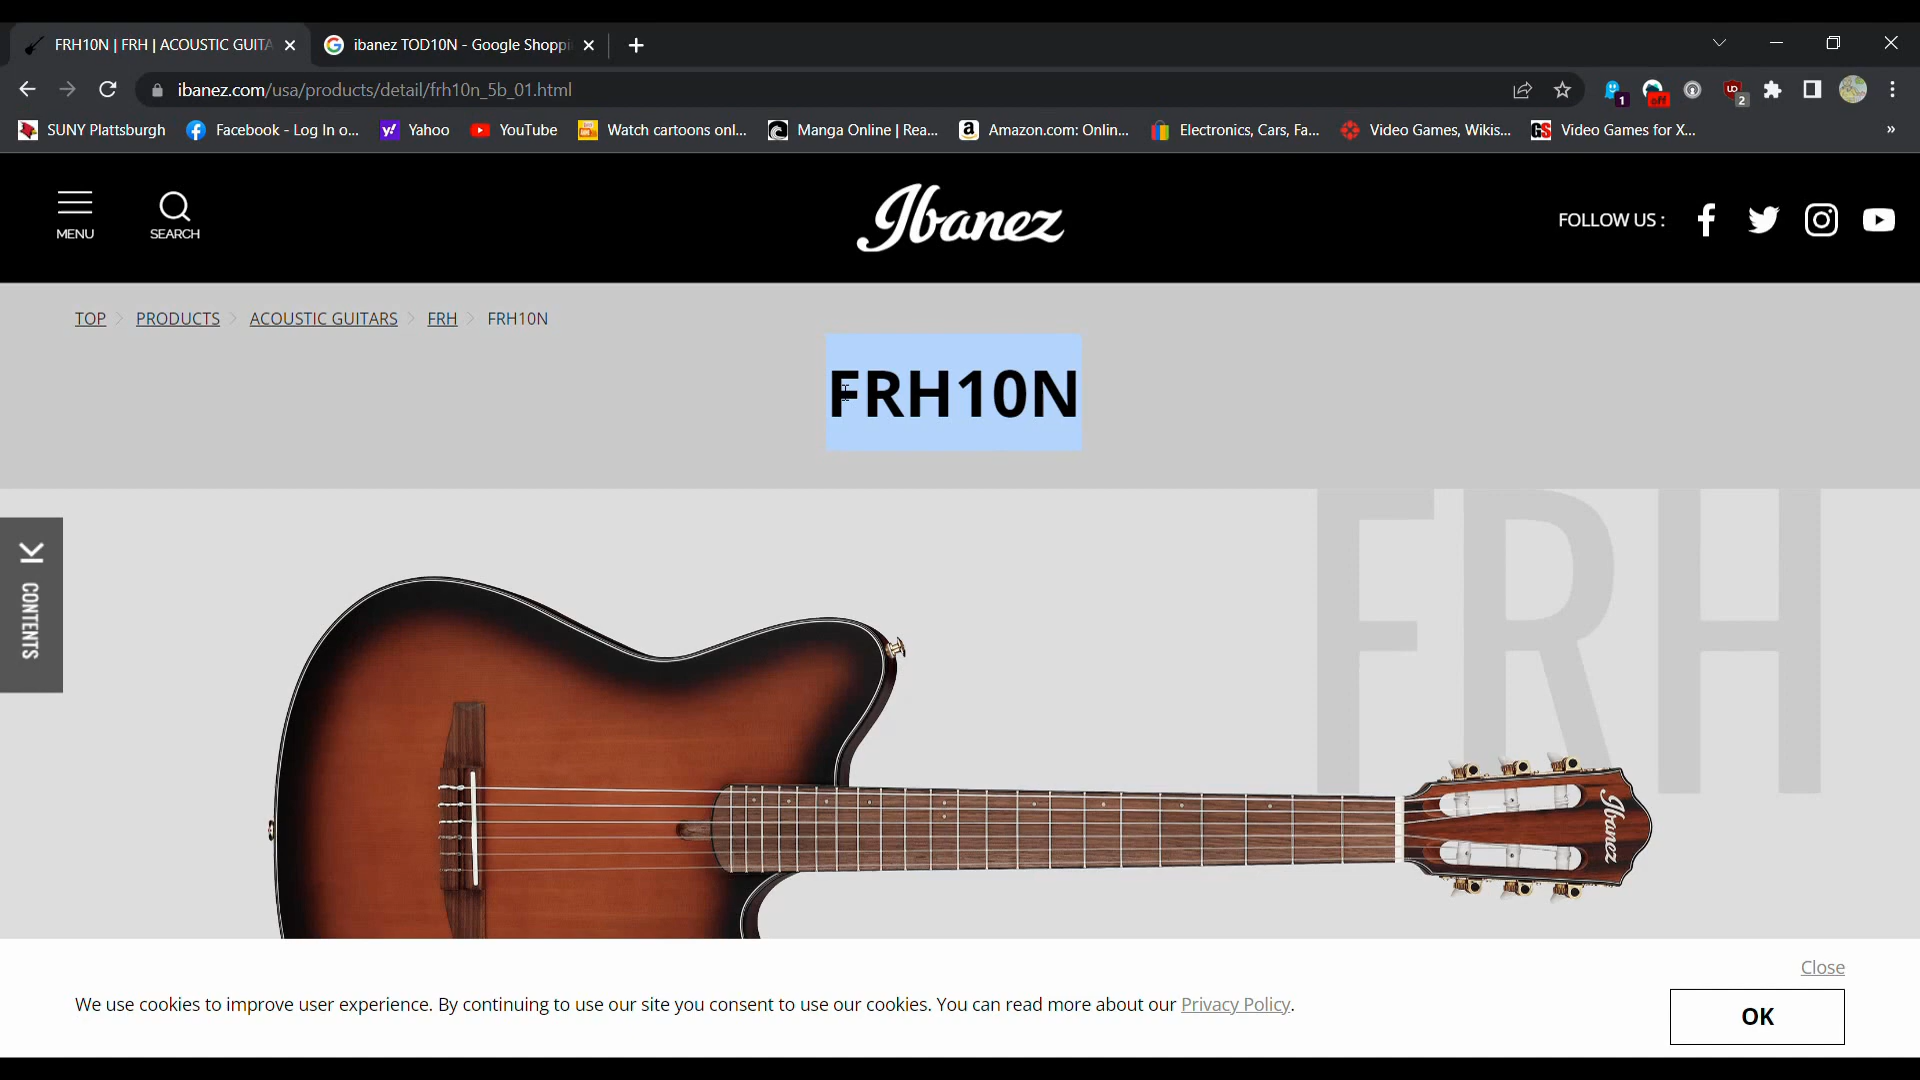 FRH10N | FRH | ACOUSTIC GUITA
ibanez TOD10N - Google Shoppi
ibanez.com/usa/products/detail/frh10n_5b_01.html
1
off
UO
2
SUNY Plattsburgh
Facebook - Log In o...
Yahoo
YouTube
Watch cartoons onl...
Manga Online | Rea...
Amazon.com: Onlin...
Electronics, Cars, Fa...
Video Games, Wikis...
Video Games for X...
»
MENU
SEARCH
Ibanez
FOLLOW US :
TOP
PRODUCTS
ACOUSTIC GUITARS
FRH
FRH10N
FRH10N
FRH
CONTENTS
Ibanez
Close
We use cookies to improve user experience. By continuing to use our site you consent to use our cookies. You can read more about our Privacy Policy.
OK